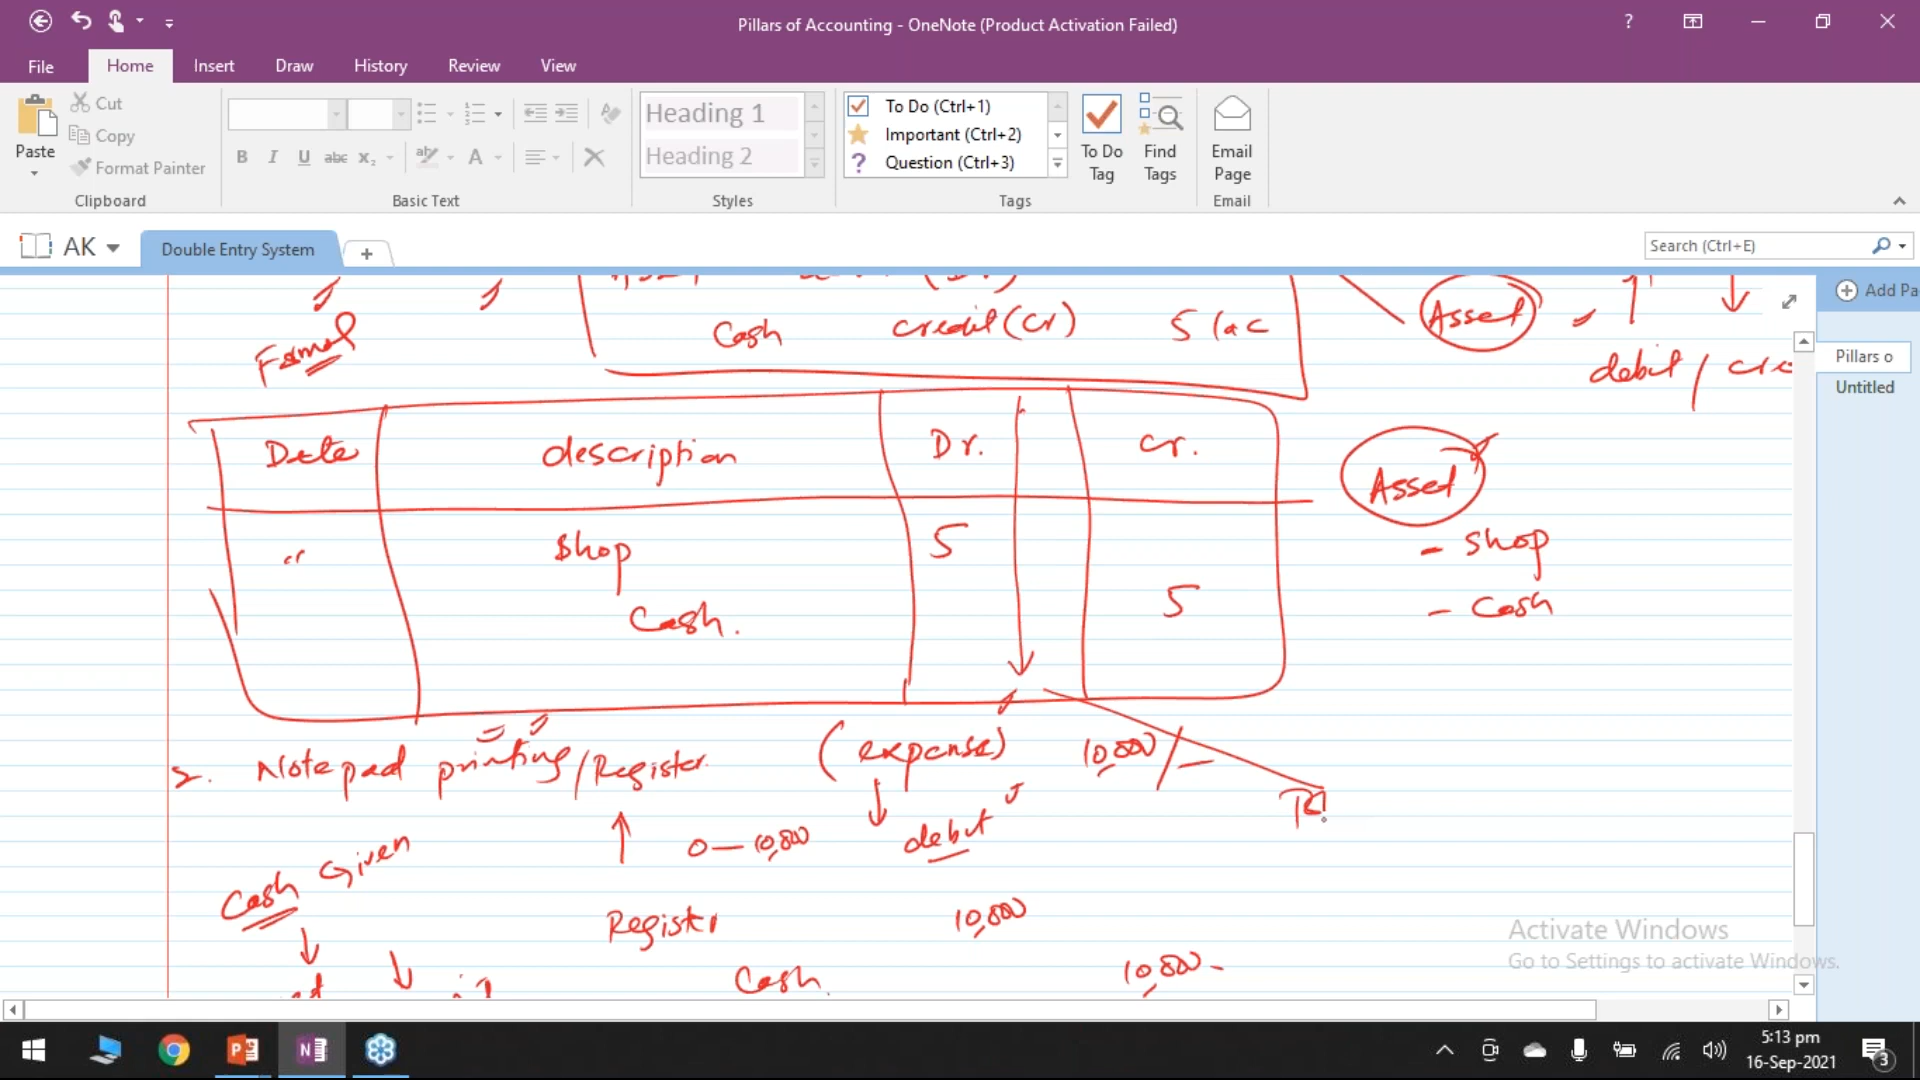 Pillars of Accounting - OneNote (Product Activation Failed)
?
File Home Insert Draw History Review View
Paste
Cut
Copy
Format Painter
Clipboard
B I U abc X₂ A
Basic Text
Heading 1
Heading 2
Styles
To Do (Ctrl+1)
Important (Ctrl+2)
Question (Ctrl+3)
Tags
To Do Tag
Find Tags
Email Page
Email
AK
Double Entry System
+
Search (Ctrl+E)
Add Pa
Pillars o
Untitled
Cash credit (Cr) 5 lac
Asset
debit /
Date description Dr. Cr.
" Shop 5
Cash. 5
Asset
- shop
- Cash
2. Notepad printing/Register. (expense) 10,000/-
0 — 10,000
debit
Cash Given
Register 10,000
Cash 10,000 -
Activate Windows
Go to Settings to activate Windows.
5:13 pm
16-Sep-2021
3